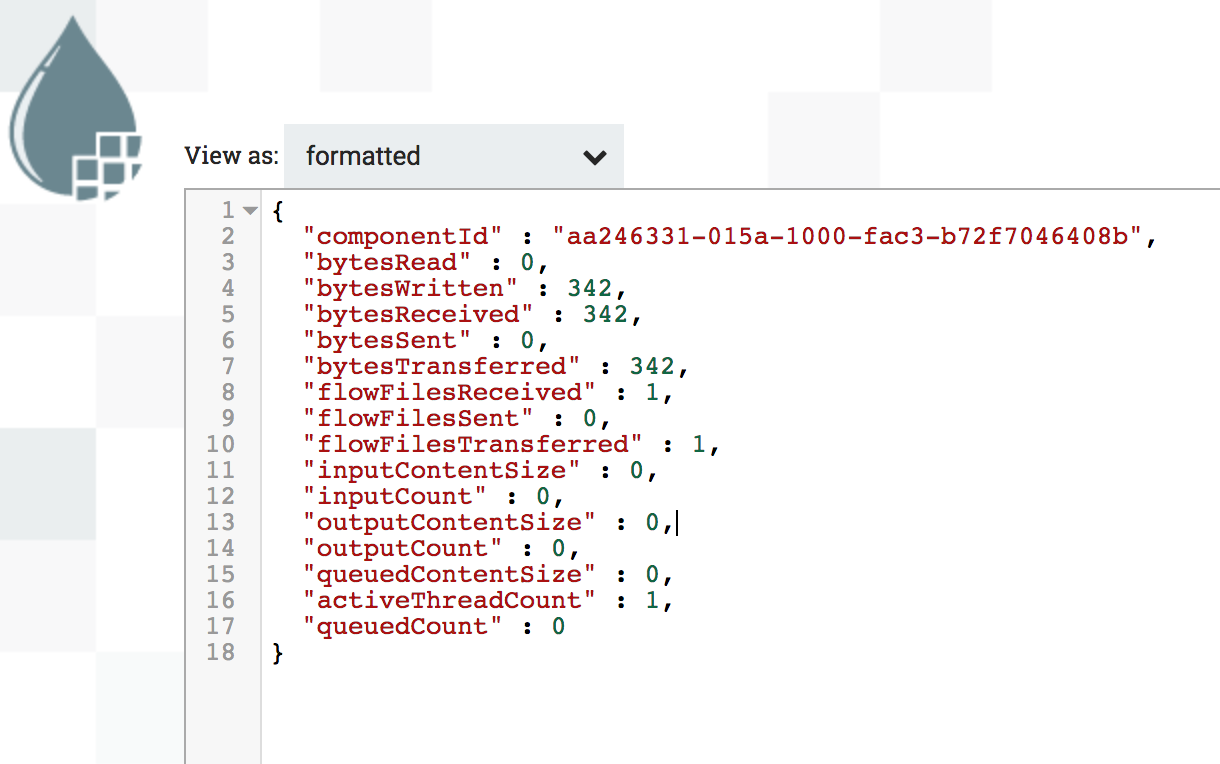 View as: formatted
1 {
2 "componentId" : "aa246331-015a-1000-fac3-b72f7046408b",
3 "bytesRead" : 0,
4 "bytesWritten" : 342,
5 "bytesReceived" : 342,
6 "bytesSent" : 0,
7 "bytesTransferred" : 342,
8 "flowFilesReceived" : 1,
9 "flowFilesSent" : 0,
10 "flowFilesTransferred" : 1,
11 "inputContentSize" : 0,
12 "inputCount" : 0,
13 "outputContentSize" : 0,
14 "outputCount" : 0,
15 "queuedContentSize" : 0,
16 "activeThreadCount" : 1,
17 "queuedCount" : 0
18 }